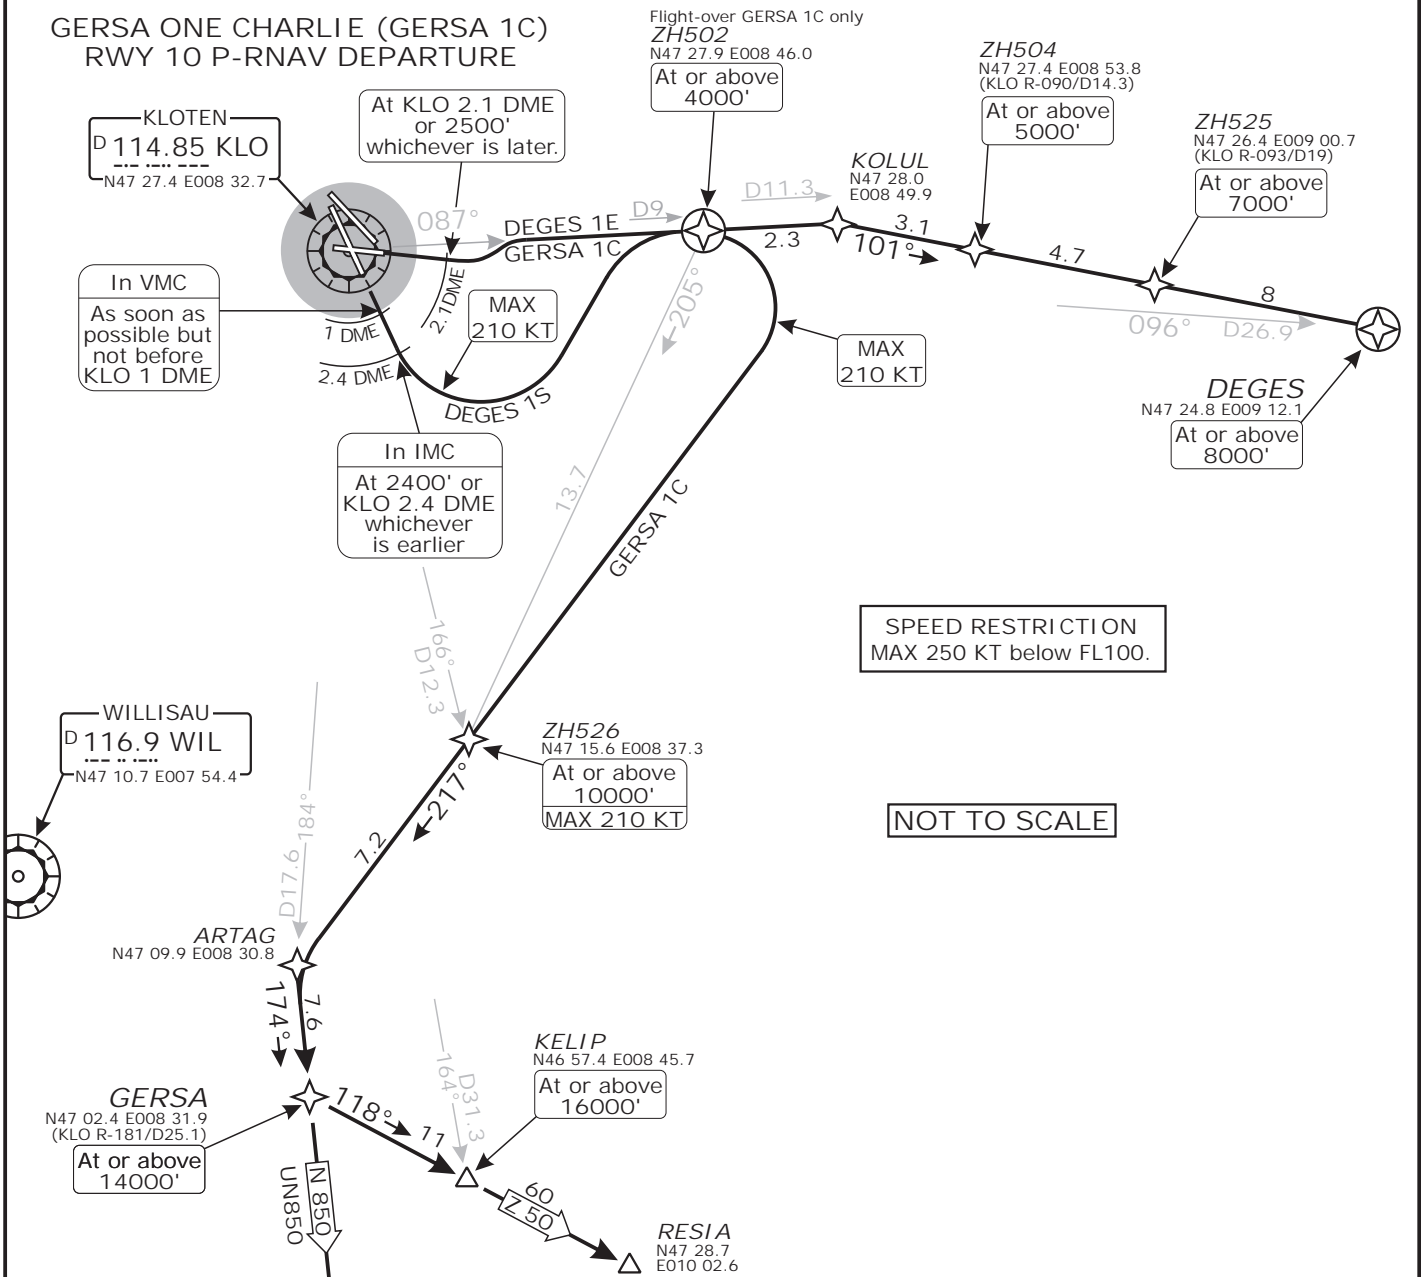 GERSA ONE CHARLIE (GERSA 1C)
RWY 10 P-RNAV DEPARTURE
Flight-over GERSA 1C only
ZH502
N47 27.9 E008 46.0
At or above
4000'
ZH504
N47 27.4 E008 53.8
(KLO R-090/D14.3)
At or above
5000'
ZH525
N47 26.4 E009 00.7
(KLO R-093/D19)
At or above
7000'
KLOTEN
D 114.85 KLO
N47 27.4 E008 32.7
At KLO 2.1 DME
or 2500'
whichever is later.
KOLUL
N47 28.0
E008 49.9
087°
DEGES 1E
GERSA 1C
D9
D11.3
2.3
101°
3.1
4.7
8
096°
D26.9
DEGES
N47 24.8 E009 12.1
At or above
8000'
In VMC
As soon as
possible but
not before
KLO 1 DME
1 DME
2.4 DME
2.1DME
MAX
210 KT
DEGES 1S
205°
MAX
210 KT
In IMC
At 2400' or
KLO 2.4 DME
whichever
is earlier
13.7
GERSA 1C
166°
D12.3
SPEED RESTRICTION
MAX 250 KT below FL100.
WILLISAU
D 116.9 WIL
N47 10.7 E007 54.4
ZH526
N47 15.6 E008 37.3
At or above
10000'
MAX 210 KT
NOT TO SCALE
217°
7.2
D17.6
184°
ARTAG
N47 09.9 E008 30.8
174°
7.6
GERSA
N47 02.4 E008 31.9
(KLO R-181/D25.1)
At or above
14000'
118°
11
164°
D31.3
KELIP
N46 57.4 E008 45.7
At or above
16000'
N 850
UN850
60
Z 50
RESIA
N47 28.7
E010 02.6